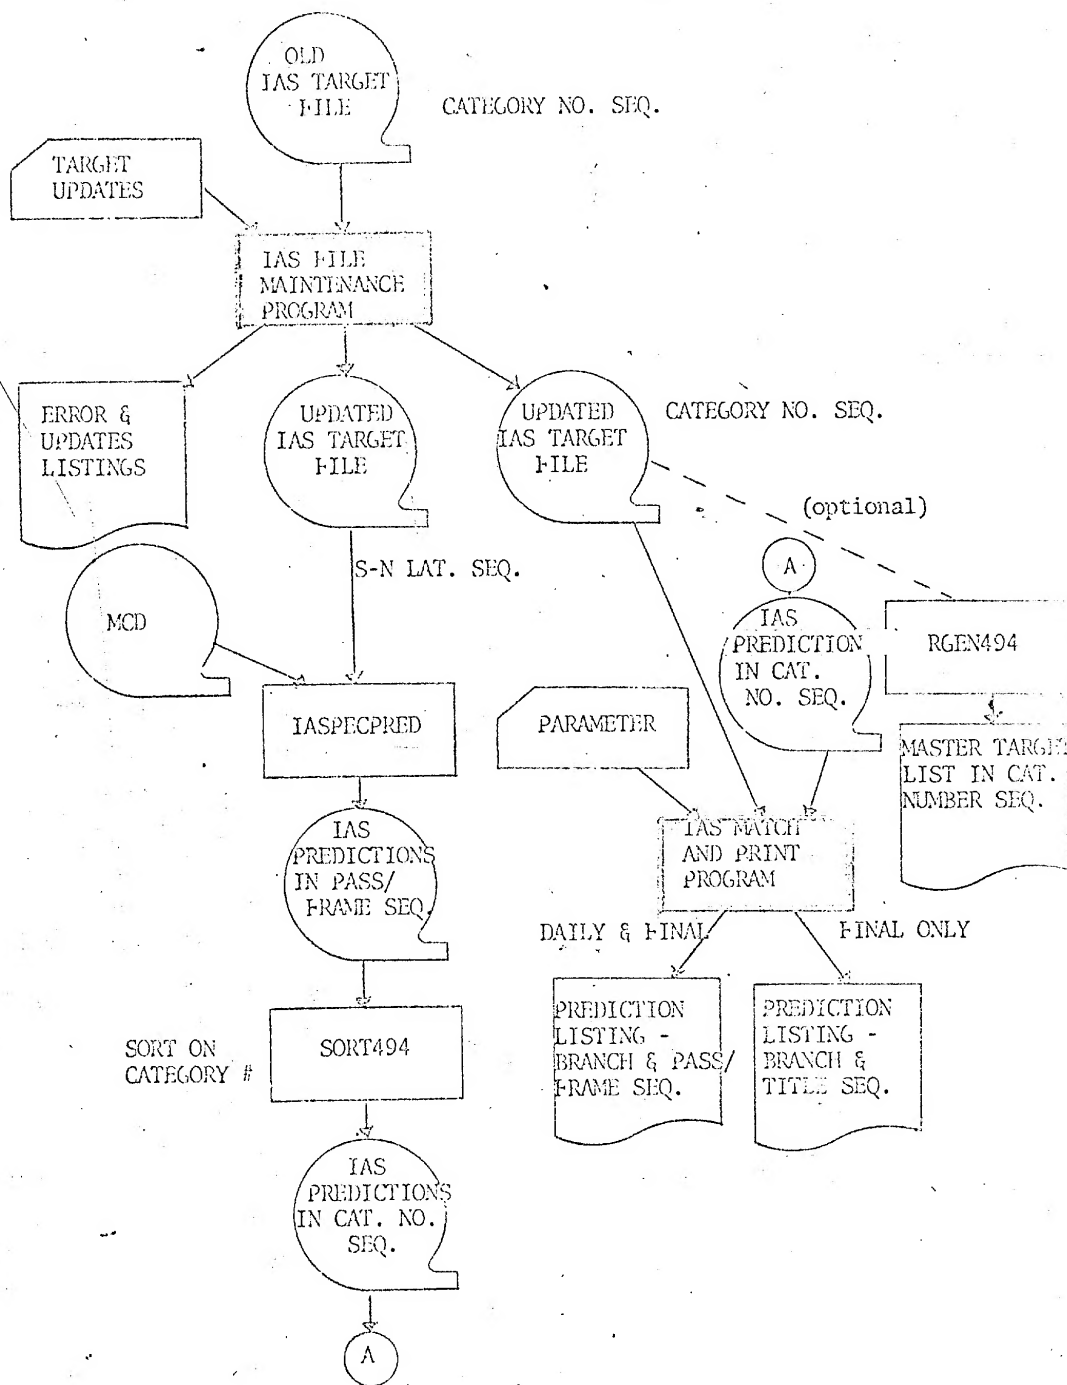 OLD
IAS TARGET
FILE
CATEGORY NO. SEQ.
TARGET
UPDATES
IAS FILE
MAINTENANCE
PROGRAM
ERROR &
UPDATES
LISTINGS
UPDATED
IAS TARGET
FILE
UPDATED
IAS TARGET
FILE
CATEGORY NO. SEQ.
(optional)
S-N LAT. SEQ.
MCD
A
IAS
PREDICTION
IN CAT.
NO. SEQ.
RGEN494
IASPECPRED
PARAMETER
MASTER TARGET
LIST IN CAT.
NUMBER SEQ.
IAS
PREDICTIONS
IN PASS/
FRAME SEQ.
IAS MATCH
AND PRINT
PROGRAM
DAILY & FINAL
FINAL ONLY
SORT ON
CATEGORY #
SORT494
PREDICTION
LISTING -
BRANCH & PASS/
FRAME SEQ.
PREDICTION
LISTING -
BRANCH &
TITLE SEQ.
IAS
PREDICTIONS
IN CAT. NO.
SEQ.
A